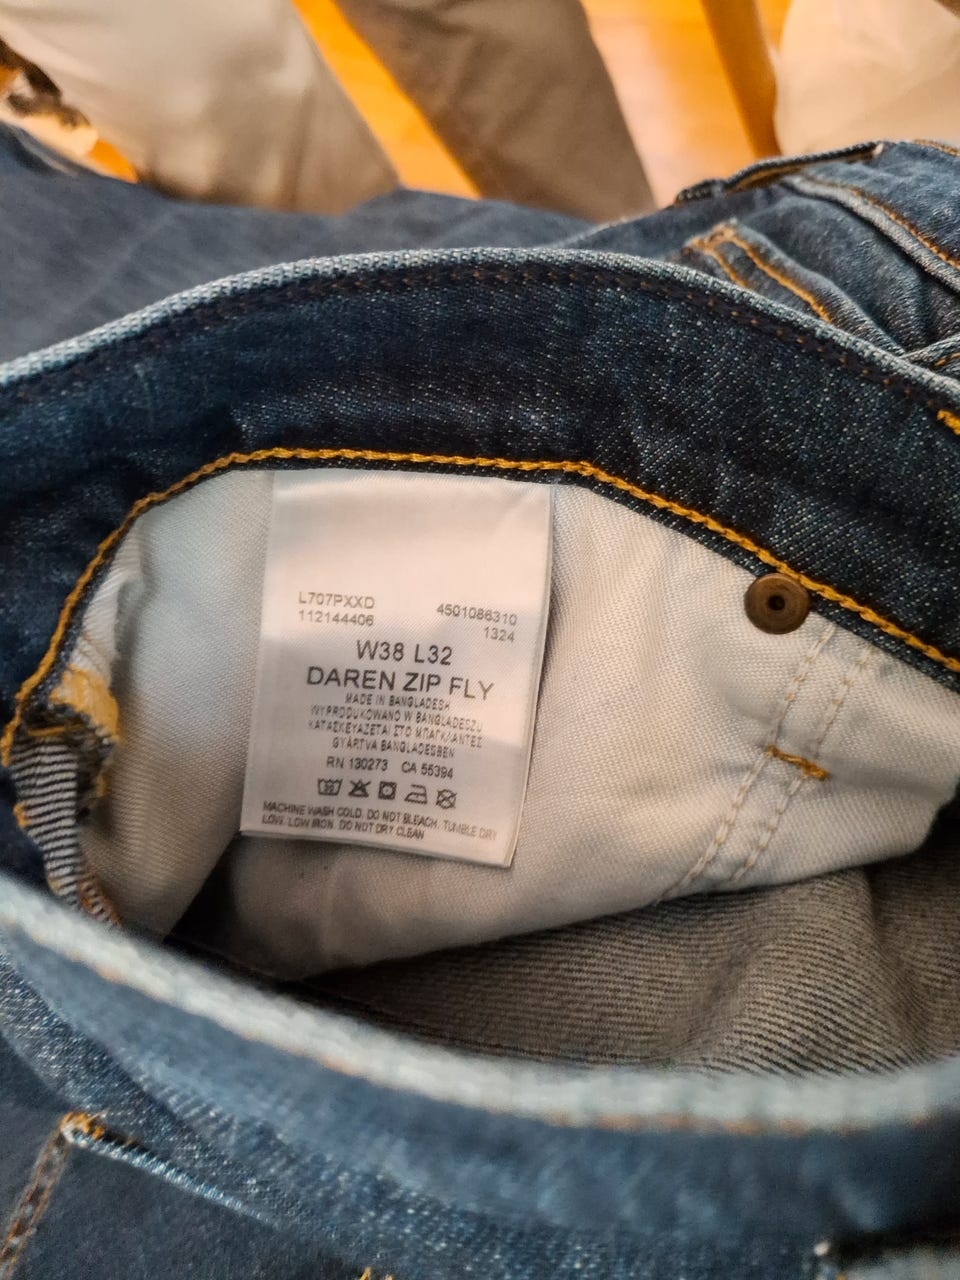 L707PXXD
112144406
4501086310
1324
W38 L32
DAREN ZIP FLY
MADE IN BANGLADESH
WYPRODUKOWANO W BANGLADESZU
ΚΑΤΑΣΚΕΥΑΖΕΤΑΙ ΣΤΟ ΜΠΑΓΚΛΑΝΤΕΣ
GYÁRTVA BANGLADESBEN
RN 130273 CA 55394
MACHINE WASH COLD. DO NOT BLEACH. TUMBLE DRY
LOW. LOW IRON. DO NOT DRY CLEAN